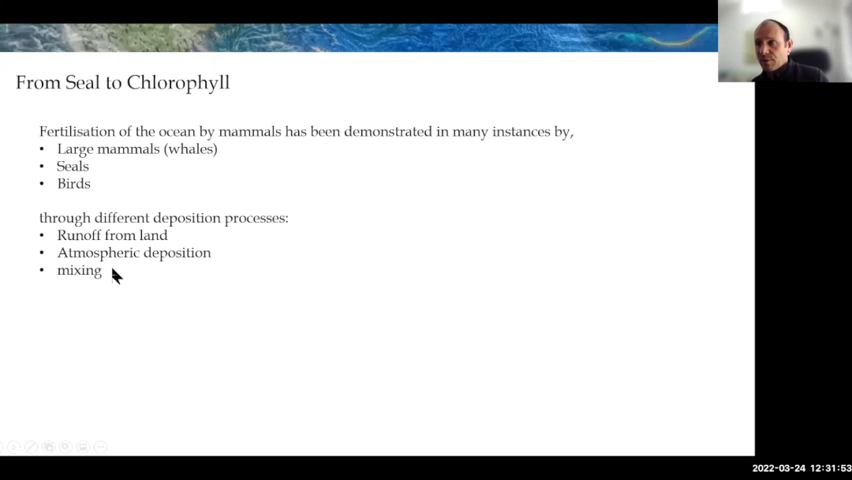 From Seal to Chlorophyll
Fertilisation of the ocean by mammals has been demonstrated in many instances by,
• Large mammals (whales)
• Seals
• Birds
through different deposition processes:
• Runoff from land
• Atmospheric deposition
• mixing
2022-03-24 12:31:53